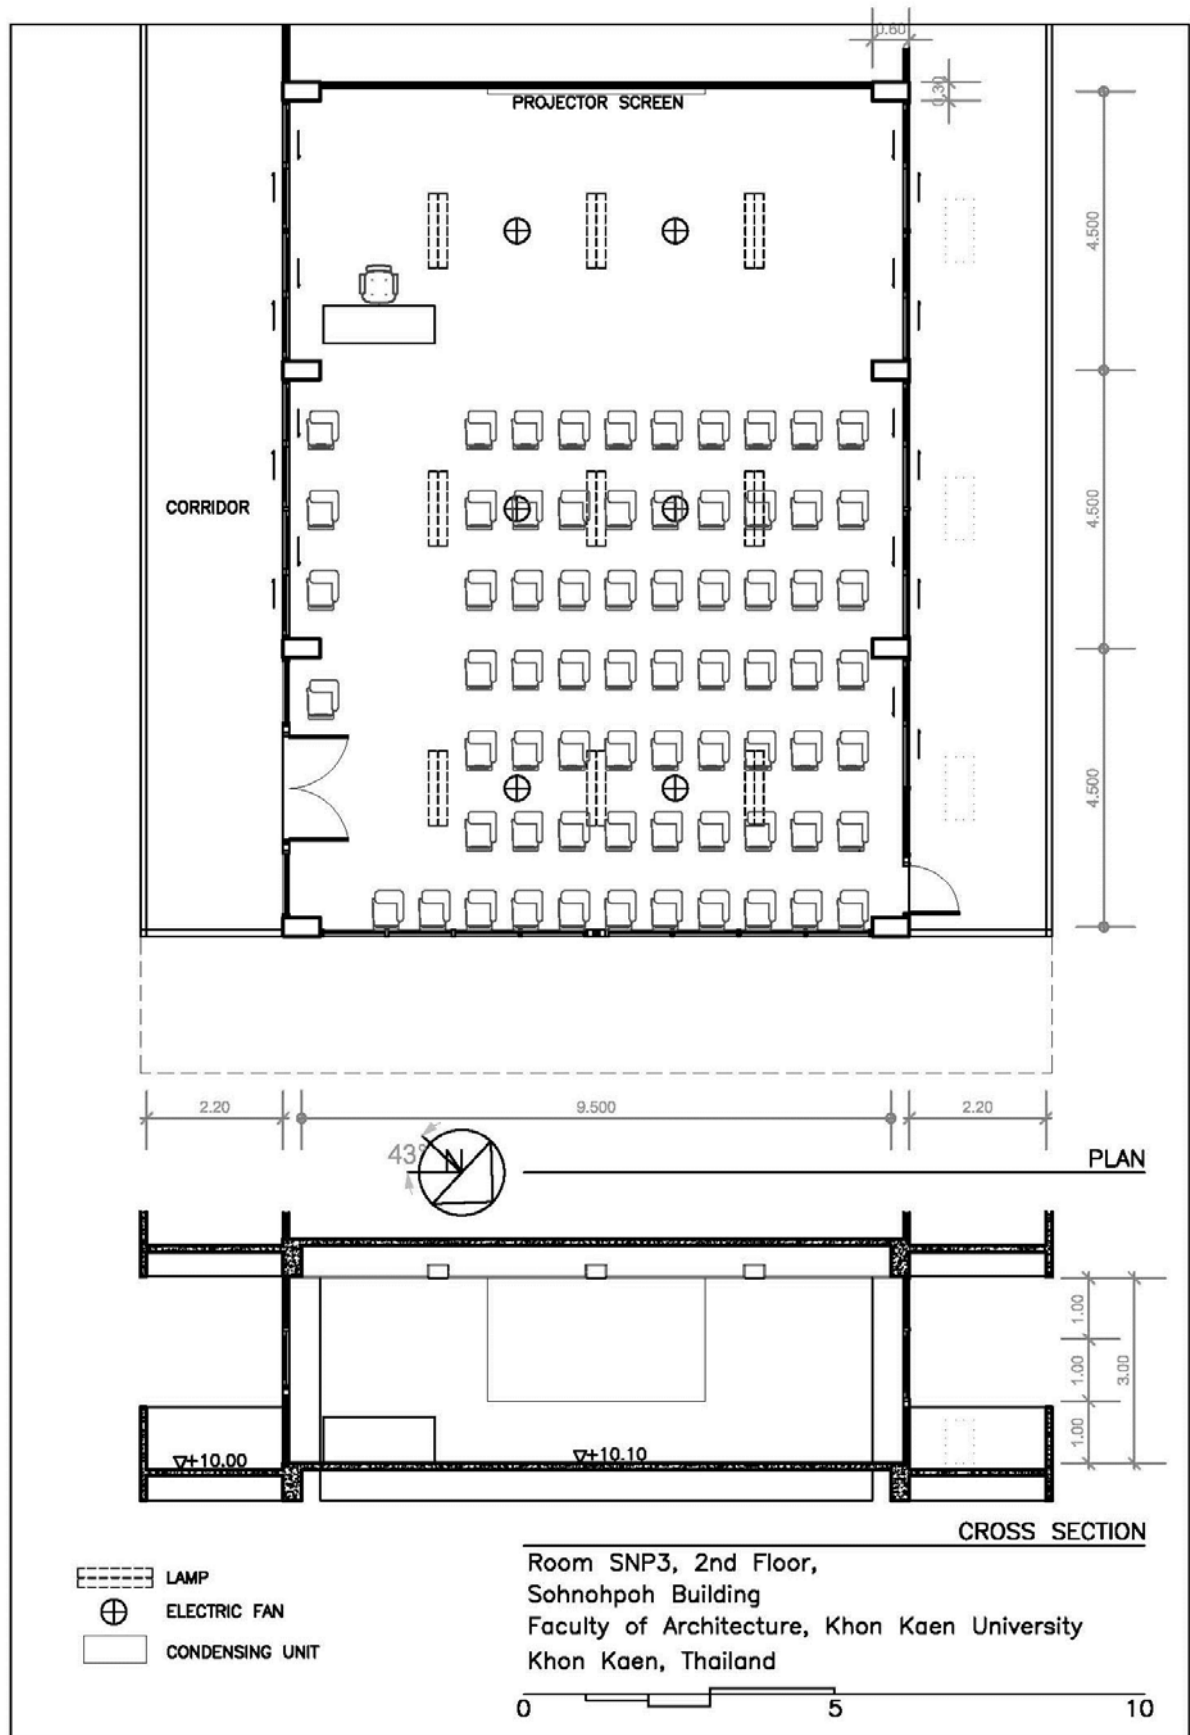 0.60
PROJECTOR SCREEN
0.30
4.500
CORRIDOR
4.500
4.500
2.20
9.500
2.20
43°
N
PLAN
1.00
1.00
3.00
1.00
+10.00
+10.10
CROSS SECTION
LAMP
ELECTRIC FAN
CONDENSING UNIT
Room SNP3, 2nd Floor,
Sohnohpoh Building
Faculty of Architecture, Khon Kaen University
Khon Kaen, Thailand
0 5 10